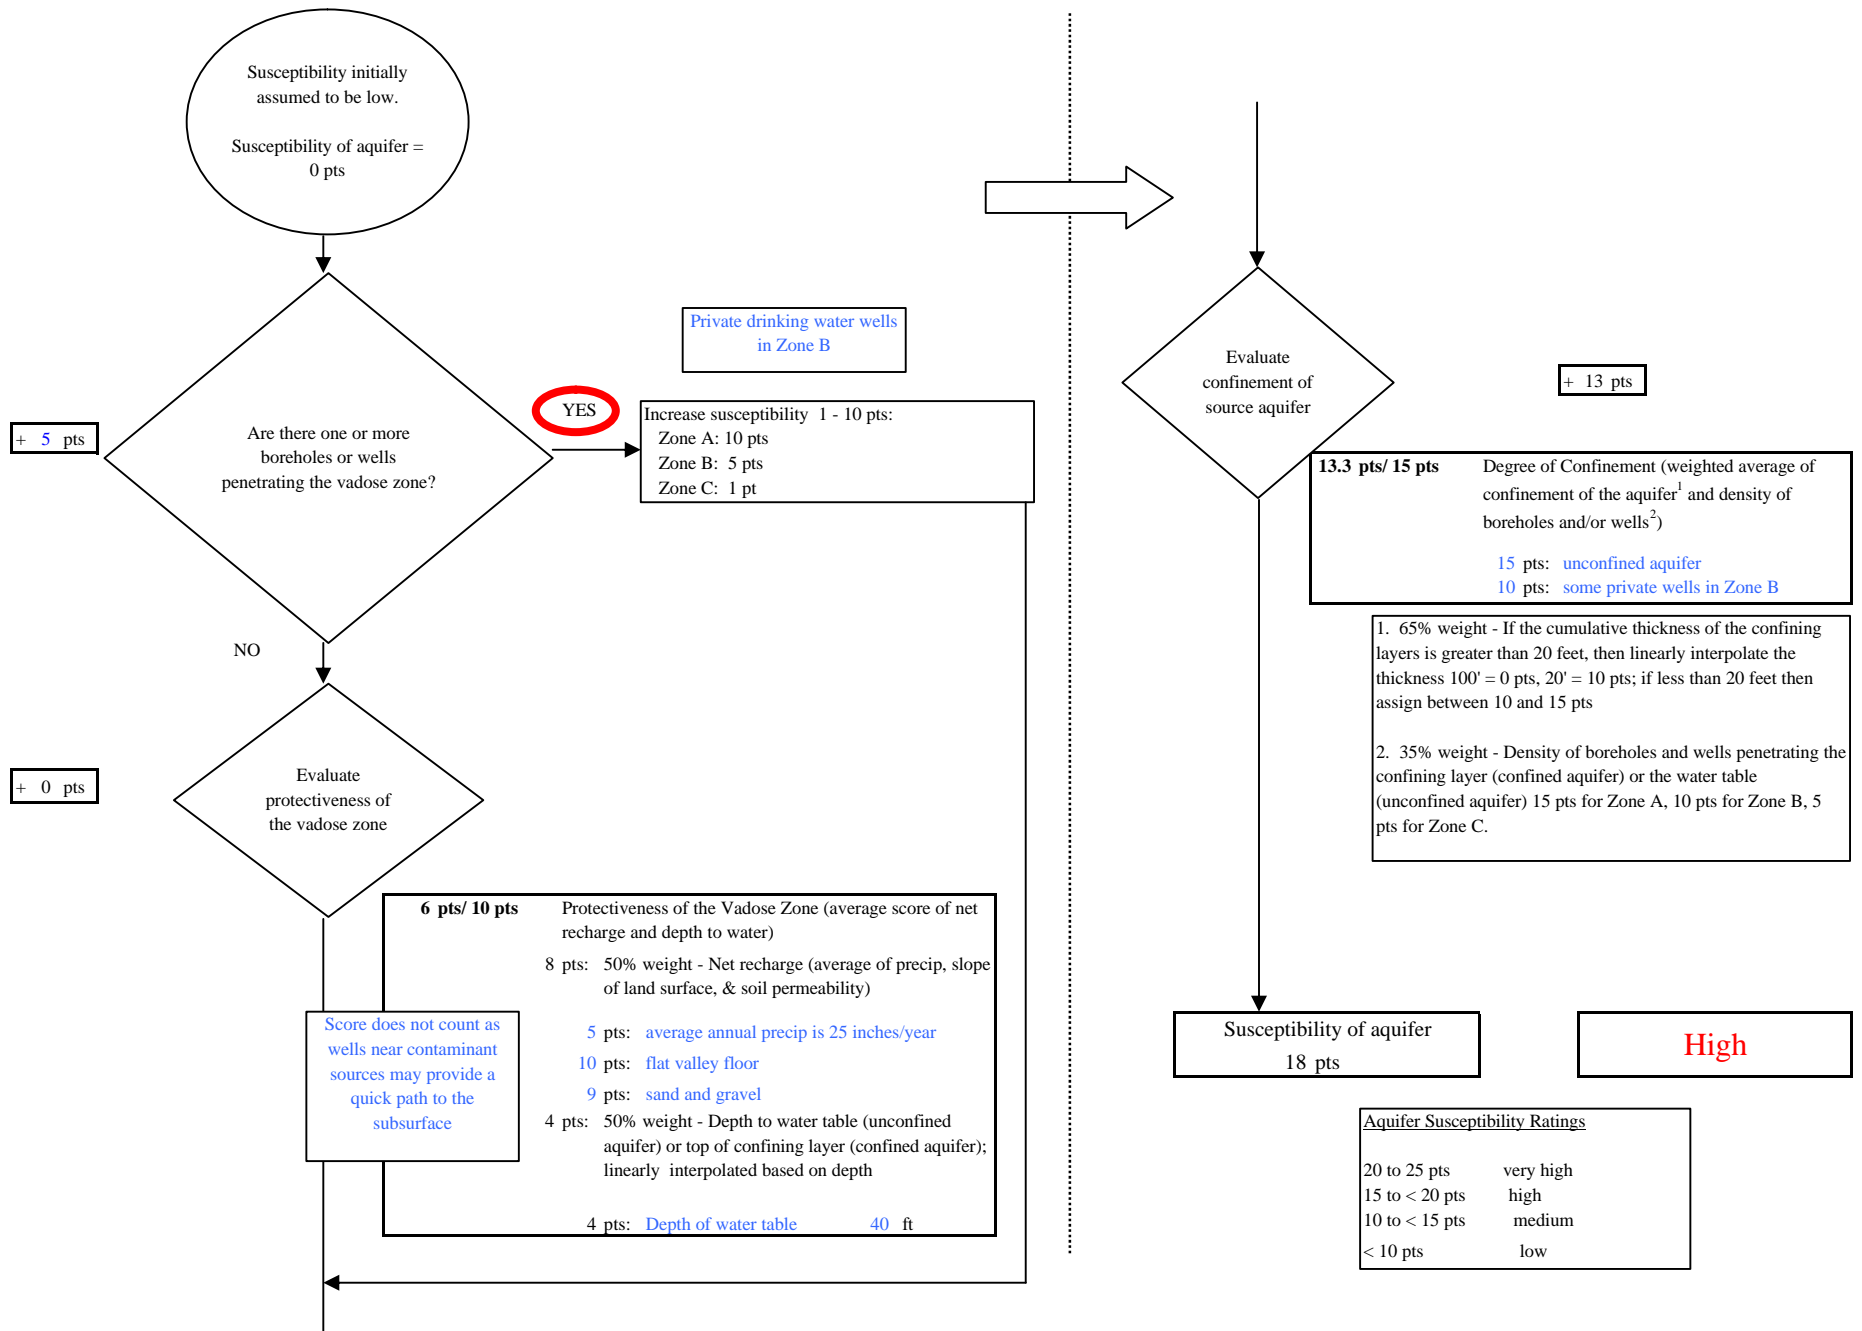 Susceptibility initially
assumed to be low.
Susceptibility of aquifer =
0 pts
Are there one or more
boreholes or wells
penetrating the vadose zone?
+ 5 pts
YES
Private drinking water wells
in Zone B
Increase susceptibility 1 - 10 pts:
Zone A: 10 pts
Zone B: 5 pts
Zone C: 1 pt
NO
Evaluate
protectiveness of
the vadose zone
+ 0 pts
6 pts/ 10 pts Protectiveness of the Vadose Zone (average score of net
recharge and depth to water)
8 pts: 50% weight - Net recharge (average of precip, slope
of land surface, & soil permeability)
5 pts: average annual precip is 25 inches/year
10 pts: flat valley floor
9 pts: sand and gravel
4 pts: 50% weight - Depth to water table (unconfined
aquifer) or top of confining layer (confined aquifer);
linearly interpolated based on depth
4 pts: Depth of water table 40 ft
Score does not count as
wells near contaminant
sources may provide a
quick path to the
subsurface
Evaluate
confinement of
source aquifer
+ 13 pts
13.3 pts/ 15 pts Degree of Confinement (weighted average of
confinement of the aquifer1 and density of
boreholes and/or wells2)
15 pts: unconfined aquifer
10 pts: some private wells in Zone B
1. 65% weight - If the cumulative thickness of the confining
layers is greater than 20 feet, then linearly interpolate the
thickness 100' = 0 pts, 20' = 10 pts; if less than 20 feet then
assign between 10 and 15 pts
2. 35% weight - Density of boreholes and wells penetrating the
confining layer (confined aquifer) or the water table
(unconfined aquifer) 15 pts for Zone A, 10 pts for Zone B, 5
pts for Zone C.
Susceptibility of aquifer
18 pts
High
Aquifer Susceptibility Ratings
20 to 25 pts very high
15 to < 20 pts high
10 to < 15 pts medium
< 10 pts low